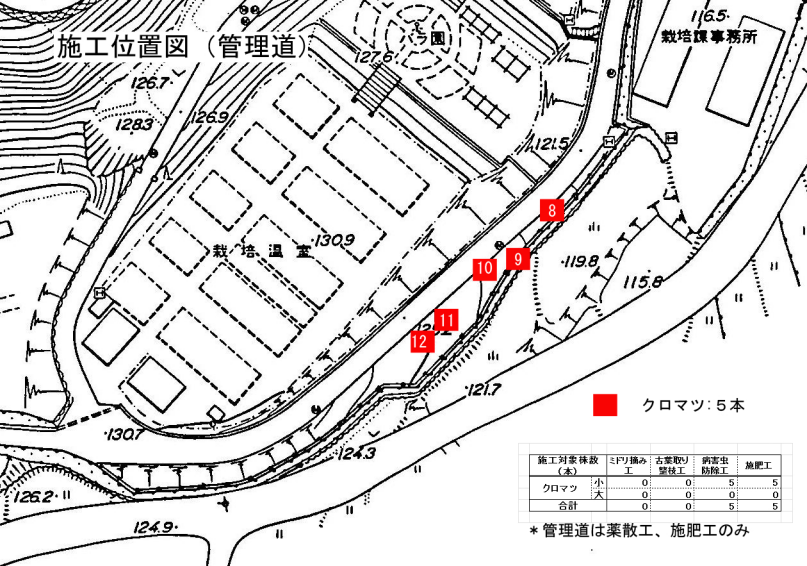 施工位置図（管理道）
バラ園
127.6
116.5
栽培課事務所
126.7
128.3
126.9
121.5
8
130.9
栽培温室
9
10
119.8
115.8
11
12
121.7
クロマツ：５本
130.7
124.3
126.2
124.9
施工対象株数（本） ミドリ摘み工 古葉取り整枝工 病害虫防除工 施肥工
クロマツ 小 0 0 5 5
大 0 0 0 0
合計 0 0 5 5
＊管理道は薬散工、施肥工のみ